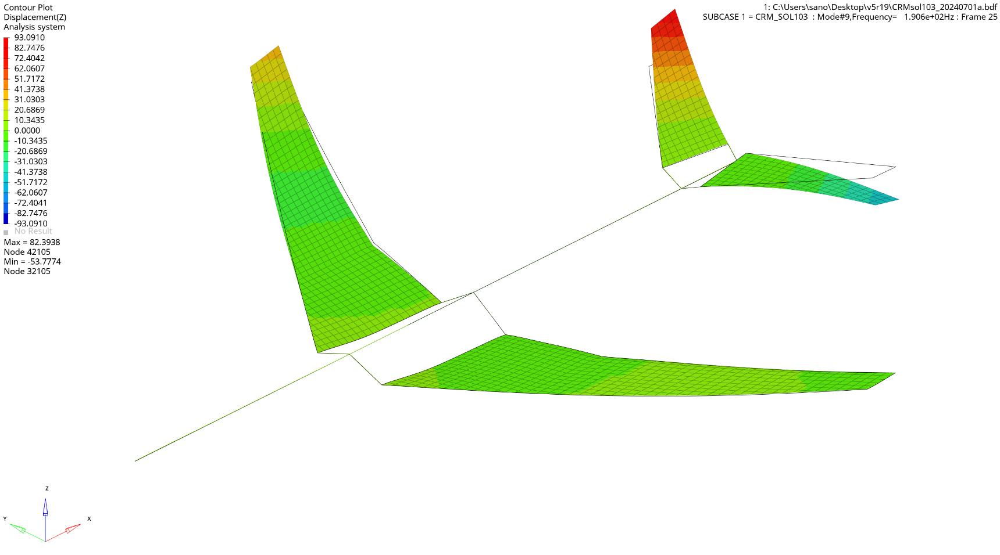 Contour Plot
Displacement(Z)
Analysis system
93.0910
82.7476
72.4042
62.0607
51.7172
41.3738
31.0303
20.6869
10.3435
0.0000
-10.3435
-20.6869
-31.0303
-41.3738
-51.7172
-62.0607
-72.4041
-82.7476
-93.0910
No Result
Max = 82.3938
Node 42105
Min = -53.7774
Node 32105
1: C:\Users\sano\Desktop\v5r19\CRMsol103_20240701a.bdf
SUBCASE 1 = CRM_SOL103 : Mode#9,Frequency= 1.906e+02Hz : Frame 25
Z
Y
X